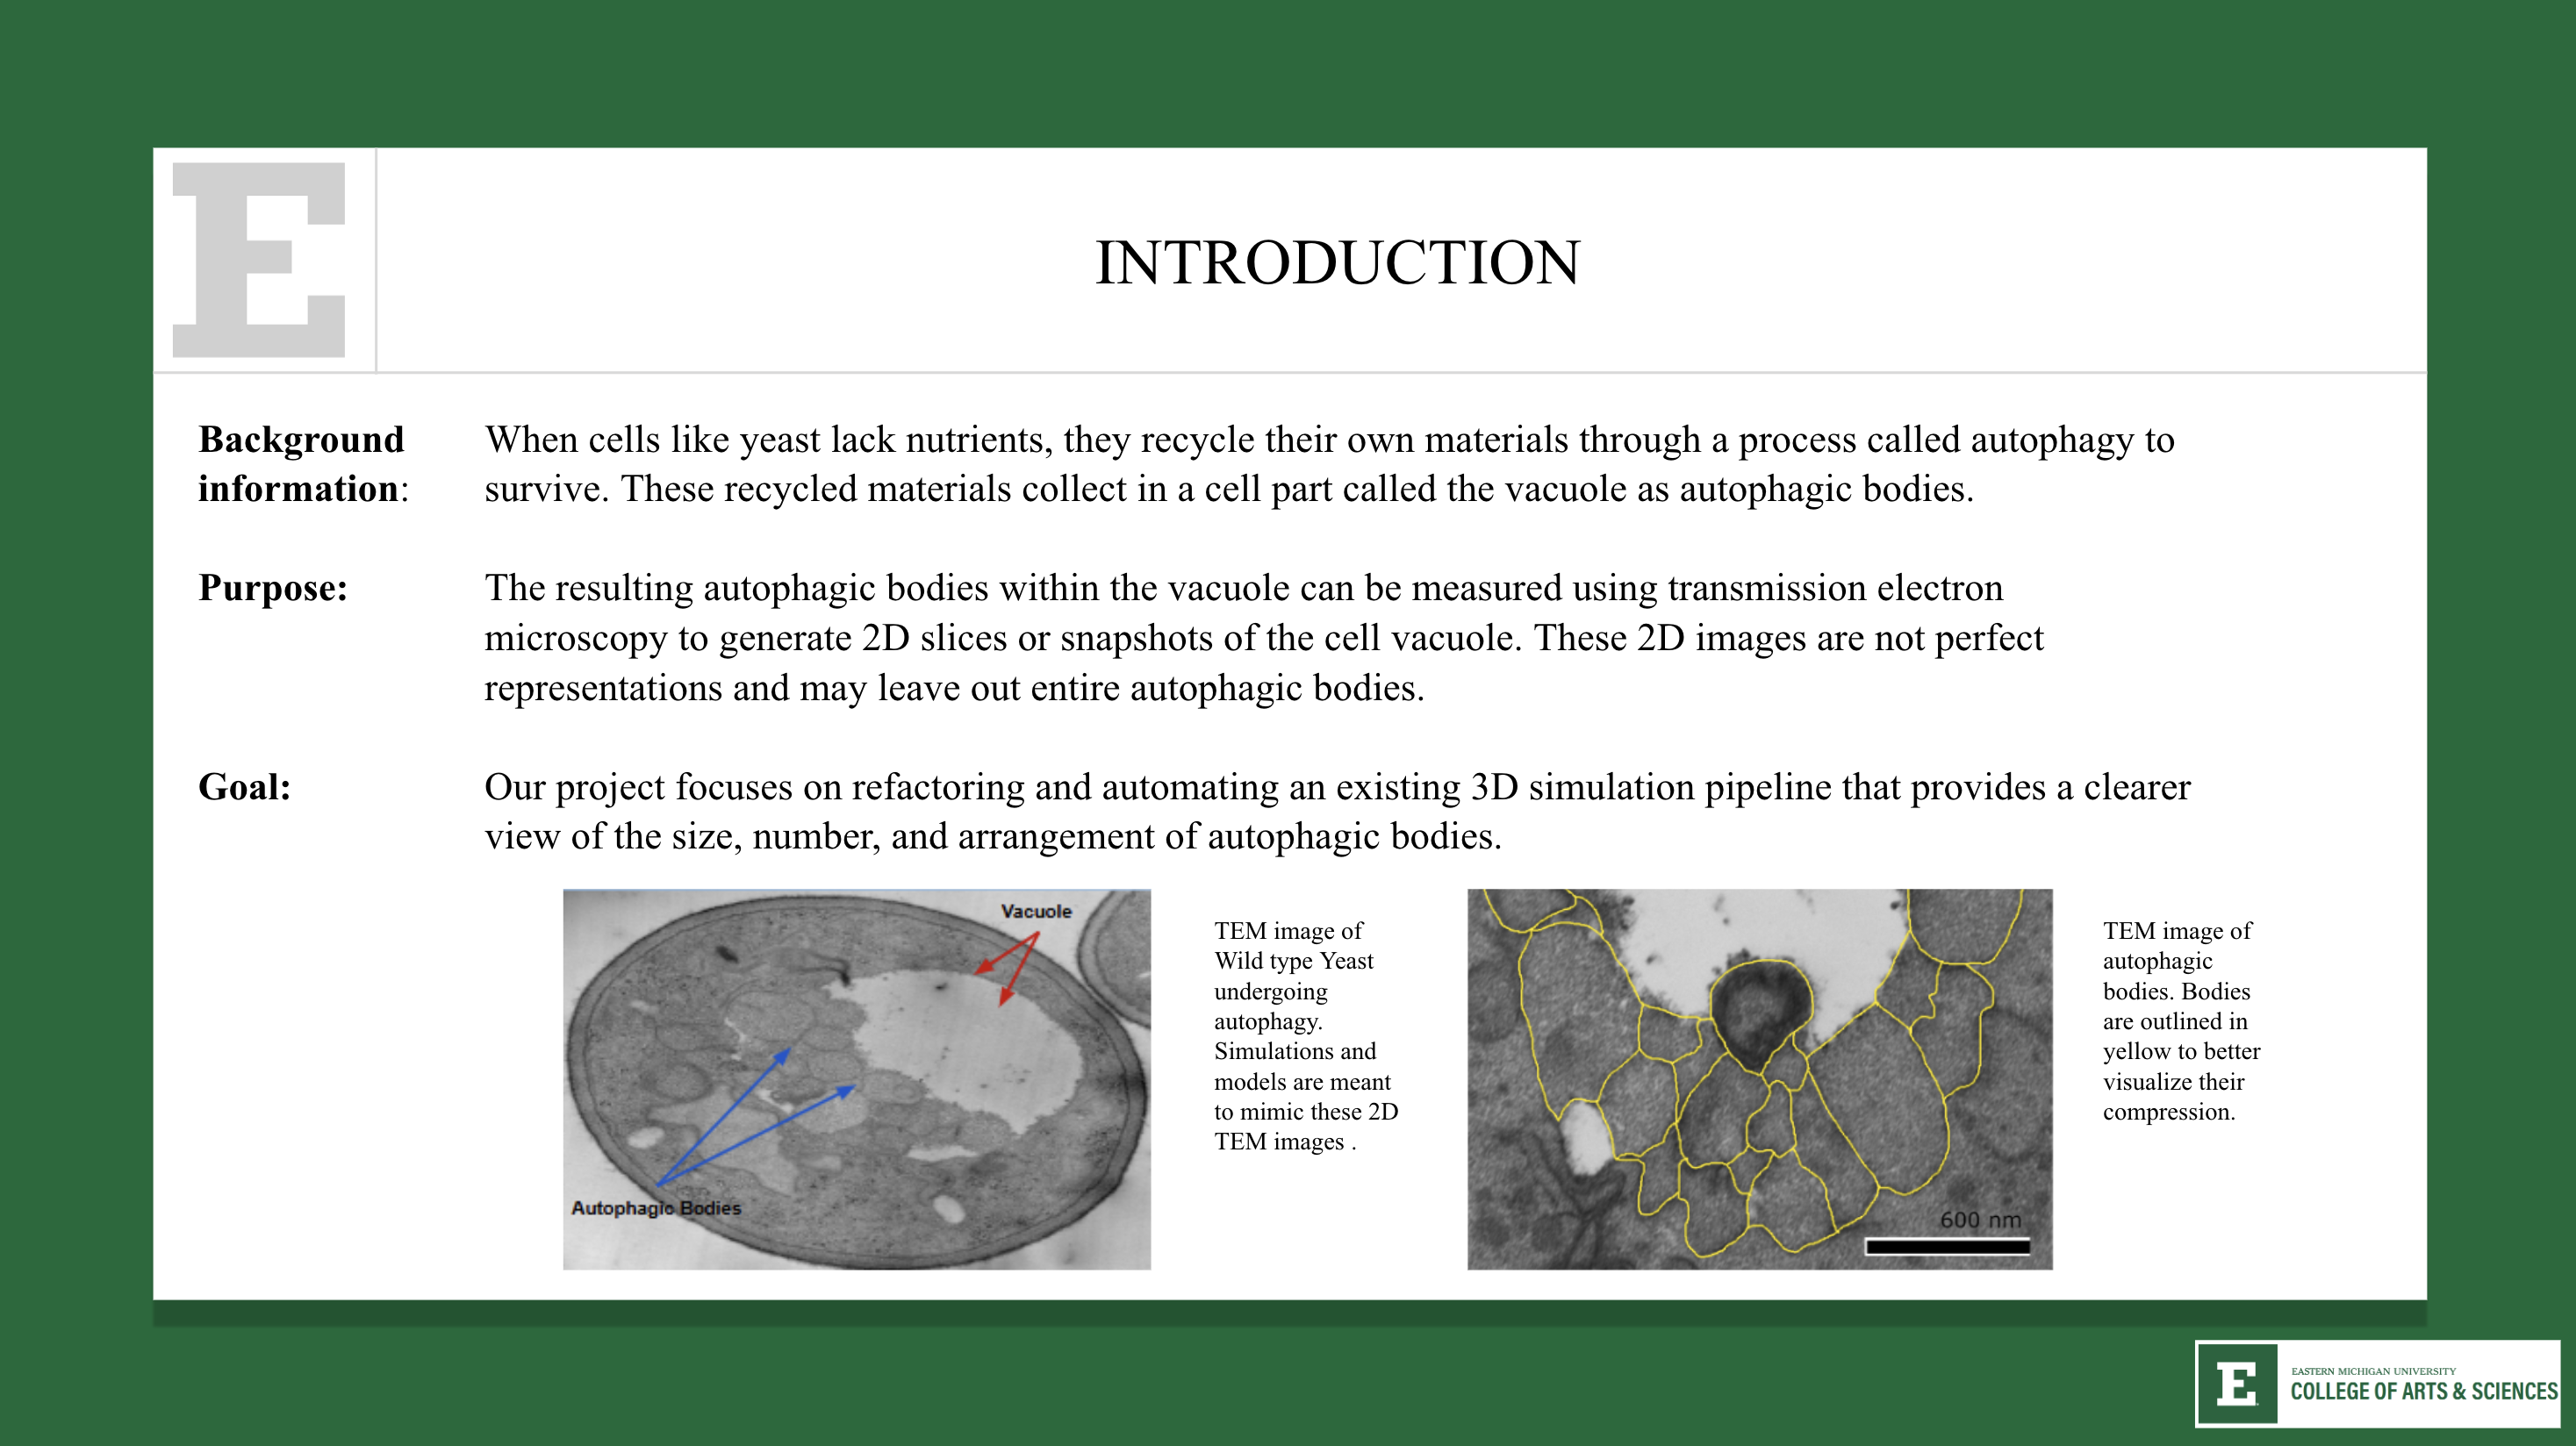 E
INTRODUCTION
Background
information:
When cells like yeast lack nutrients, they recycle their own materials through a process called autophagy to
survive. These recycled materials collect in a cell part called the vacuole as autophagic bodies.
Purpose:
The resulting autophagic bodies within the vacuole can be measured using transmission electron
microscopy to generate 2D slices or snapshots of the cell vacuole. These 2D images are not perfect
representations and may leave out entire autophagic bodies.
Goal:
Our project focuses on refactoring and automating an existing 3D simulation pipeline that provides a clearer
view of the size, number, and arrangement of autophagic bodies.
Vacuole
Autophagic Bodies
TEM image of
Wild type Yeast
undergoing
autophagy.
Simulations and
models are meant
to mimic these 2D
TEM images .
600 nm
TEM image of
autophagic
bodies. Bodies
are outlined in
yellow to better
visualize their
compression.
E
EASTERN MICHIGAN UNIVERSITY
COLLEGE OF ARTS & SCIENCES